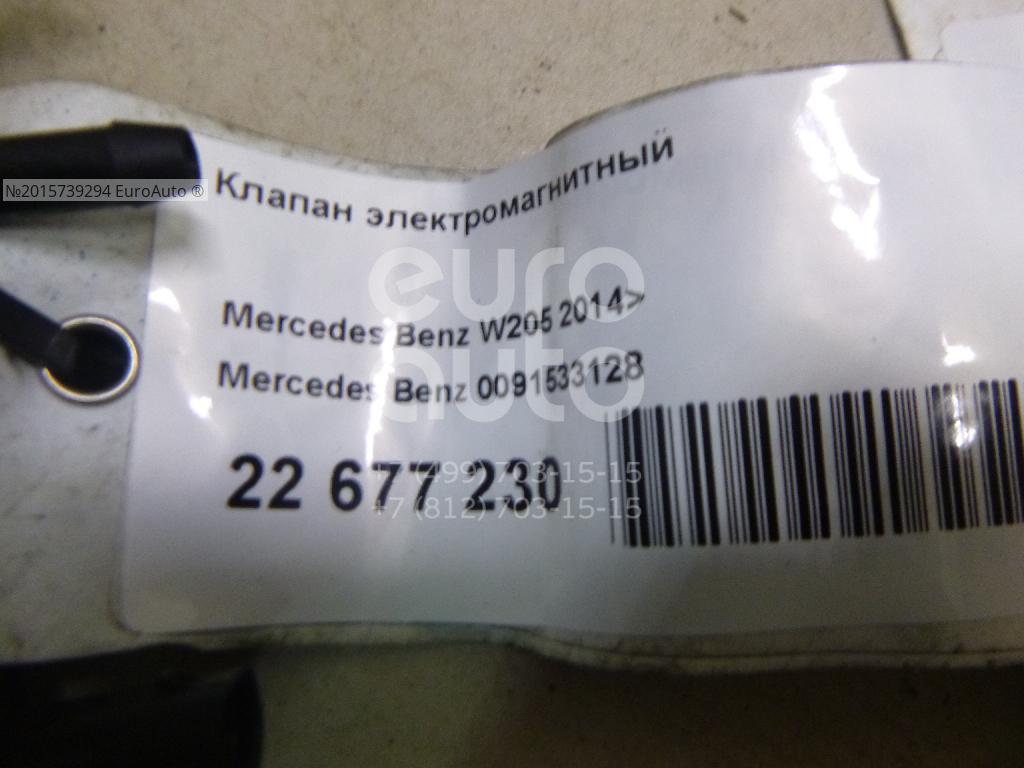 №2015739294 EuroAuto ®
Клапан электромагнитный
euro
auto
Mercedes Benz W205 2014>
Mercedes Benz 0091533128
22 677 230
+7 (499) 703-15-15
+7 (812) 703-15-15